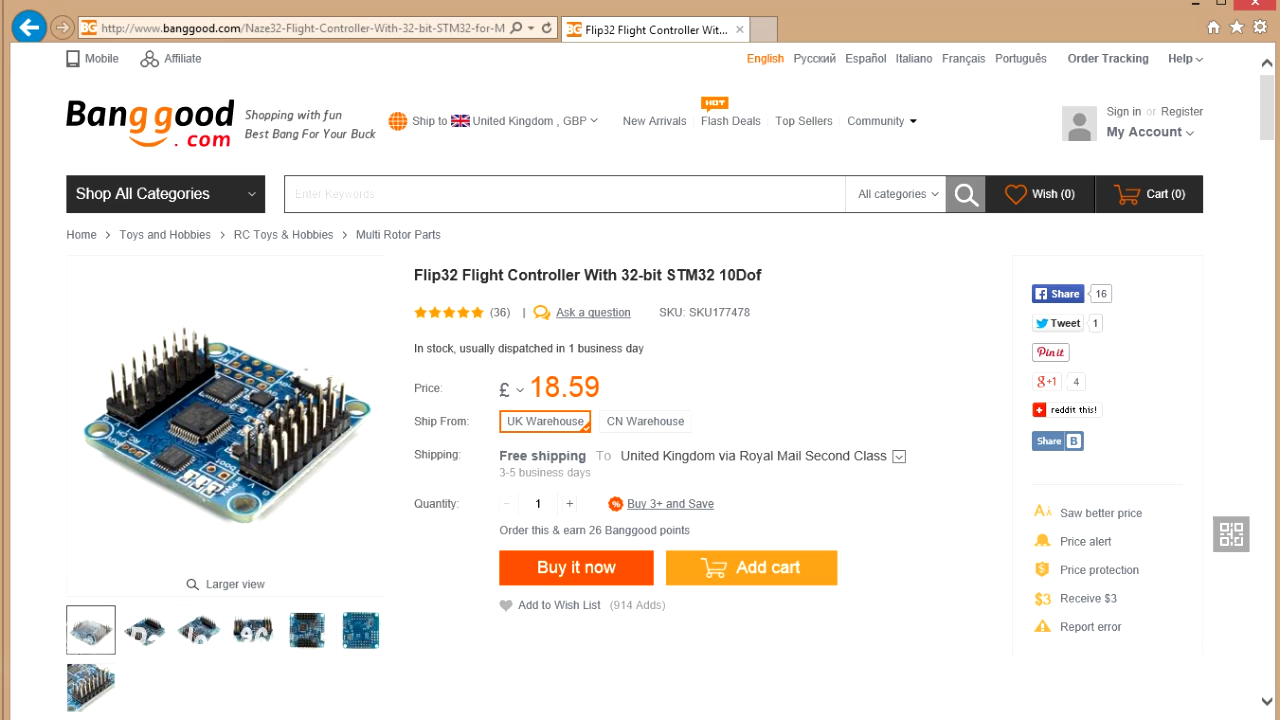 http://www.banggood.com/Naze32-Flight-Controller-With-32-bit-STM32-for-M
Flip32 Flight Controller Wit...
Mobile
Affiliate
English Русский Español Italiano Français Português Order Tracking Help
Banggood.com
Shopping with fun
Best Bang For Your Buck
Ship to United Kingdom , GBP
New Arrivals
HOT
Flash Deals
Top Sellers
Community
Sign in or Register
My Account
Shop All Categories
Enter Keywords
All categories
Wish (0)
Cart (0)
Home > Toys and Hobbies > RC Toys & Hobbies > Multi Rotor Parts
Flip32 Flight Controller With 32-bit STM32 10Dof
(36) | Ask a question SKU: SKU177478
In stock, usually dispatched in 1 business day
Price: £ 18.59
Ship From: UK Warehouse CN Warehouse
Shipping: Free shipping To United Kingdom via Royal Mail Second Class
3-5 business days
Quantity: − 1 + Buy 3+ and Save
Order this & earn 26 Banggood points
Buy it now
Add cart
Add to Wish List (914 Adds)
Larger view
Share 16
Tweet 1
Pin it
g+1 4
reddit this!
Share B
Saw better price
Price alert
Price protection
$3 Receive $3
Report error